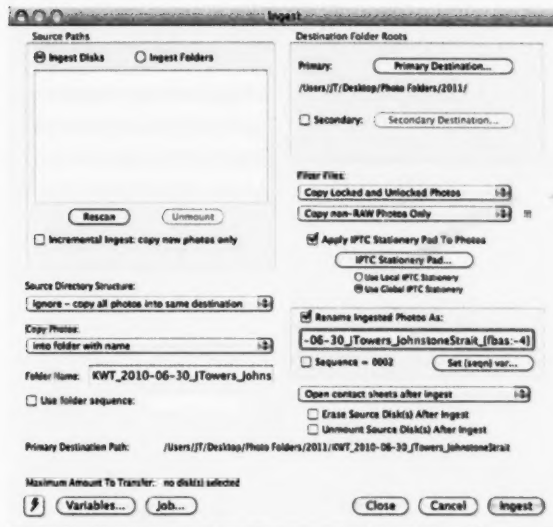 Ingest
Source Paths
Ingest Disks
Ingest Folders
Rescan
Unmount
Incremental Ingest: copy new photos only
Source Directory Structure:
Ignore - copy all photos into same destination
Copy Photos:
into folder with name
Folder Name: KWT_2010-06-30_JTowers_Johns
Use folder sequence:
Destination Folder Roots
Primary: Primary Destination...
/Users/JT/Desktop/Photo Folders/2011/
Secondary: Secondary Destination...
Filter Files:
Copy Locked and Unlocked Photos
Copy non-RAW Photos Only
Apply IPTC Stationery Pad To Photos
IPTC Stationery Pad...
Use Local IPTC Stationery
Use Global IPTC Stationery
Rename Ingested Photos As:
-06-30_JTowers_JohnstoneStrait_{fbas:-4}
Sequence = 0002 Set {seqn} var...
Open contact sheets after ingest
Erase Source Disk(s) After Ingest
Unmount Source Disk(s) After Ingest
Primary Destination Path: /Users/JT/Desktop/Photo Folders/2011/KWT_2010-06-30_JTowers_JohnstoneStrait
Maximum Amount To Transfer: no disk(s) selected
Variables... Job... Close Cancel Ingest